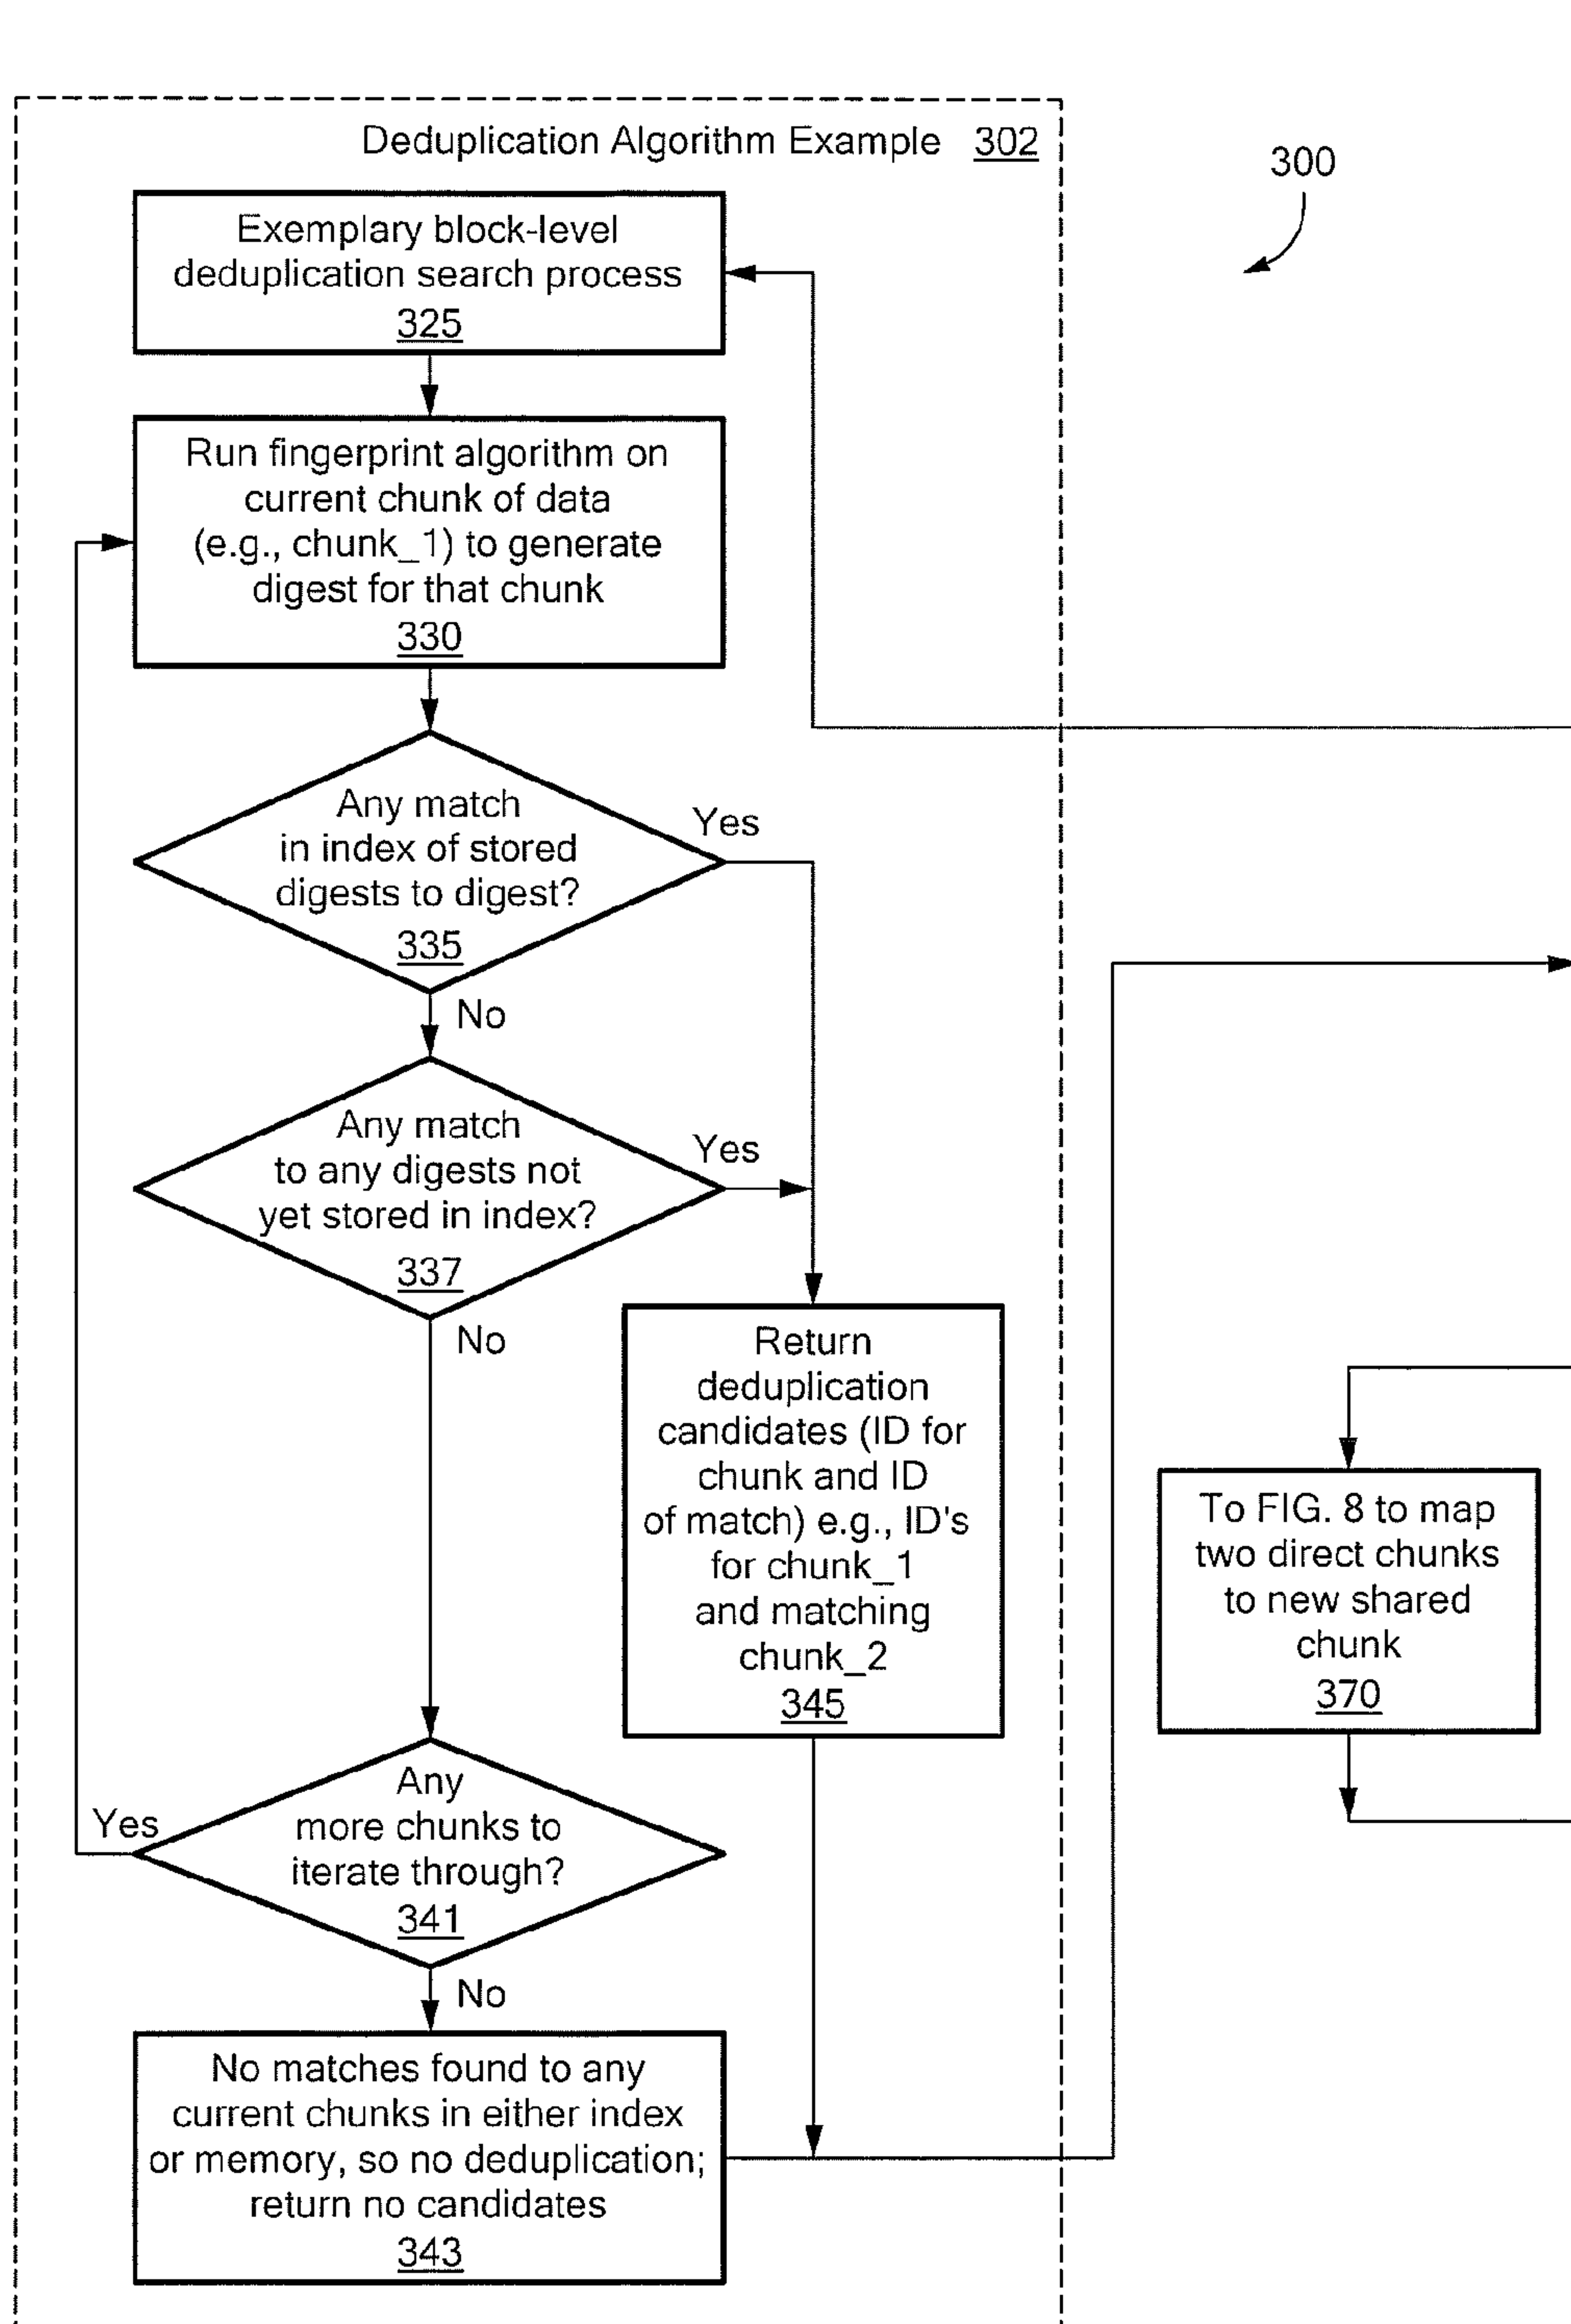 Deduplication Algorithm Example 302
300
Exemplary block-level
deduplication search process
325
Run fingerprint algorithm on
current chunk of data
(e.g., chunk_1) to generate
digest for that chunk
330
Any match
in index of stored
digests to digest?
335
Yes
No
Any match
to any digests not
yet stored in index?
337
Yes
No
Return
deduplication
candidates (ID for
chunk and ID
of match) e.g., ID's
for chunk_1
and matching
chunk_2
345
To FIG. 8 to map
two direct chunks
to new shared
chunk
370
Any
more chunks to
iterate through?
341
Yes
No
No matches found to any
current chunks in either index
or memory, so no deduplication;
return no candidates
343